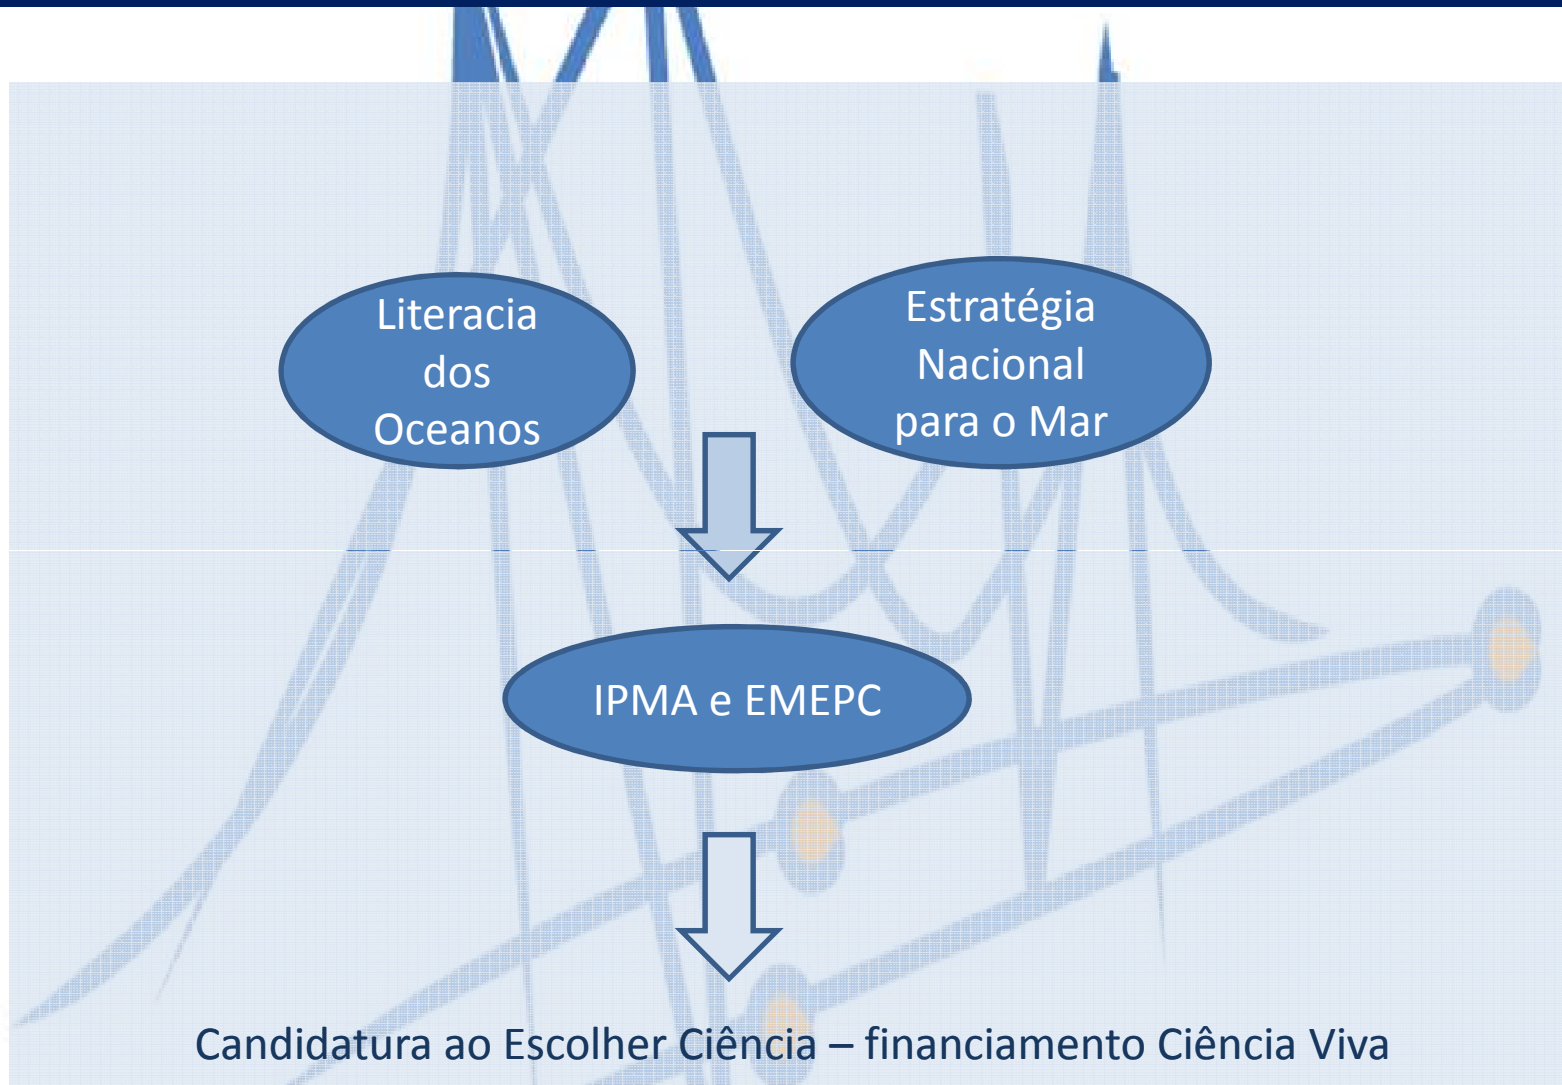 Literacia
dos
Oceanos
Estratégia
Nacional
para o Mar
IPMA e EMEPC
Candidatura ao Escolher Ciência – financiamento Ciência Viva